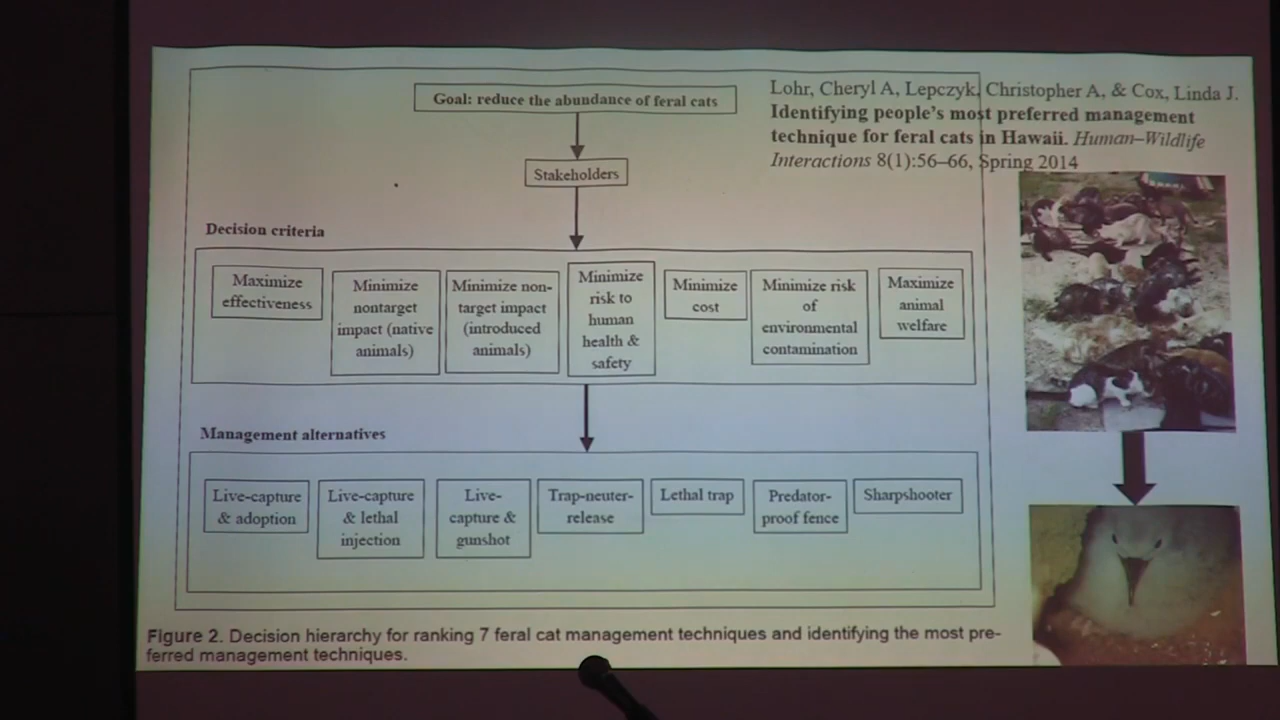 Goal: reduce the abundance of feral cats
Stakeholders
Lohr, Cheryl A, Lepczyk, Christopher A, & Cox, Linda J.
Identifying people's most preferred management
technique for feral cats in Hawaii. Human–Wildlife
Interactions 8(1):56–66, Spring 2014
Decision criteria
Maximize
effectiveness
Minimize
nontarget
impact (native
animals)
Minimize non-
target impact
(introduced
animals)
Minimize
risk to
human
health &
safety
Minimize
cost
Minimize risk
of
environmental
contamination
Maximize
animal
welfare
Management alternatives
Live-capture
& adoption
Live-capture
& lethal
injection
Live-
capture &
gunshot
Trap-neuter-
release
Lethal trap
Predator-
proof fence
Sharpshooter
Figure 2. Decision hierarchy for ranking 7 feral cat management techniques and identifying the most pre-
ferred management techniques.